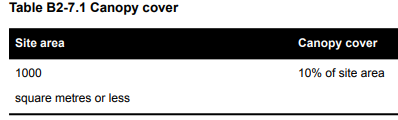 Table B2-7.1 Canopy cover
Site area Canopy cover
1000 10% of site area
square metres or less